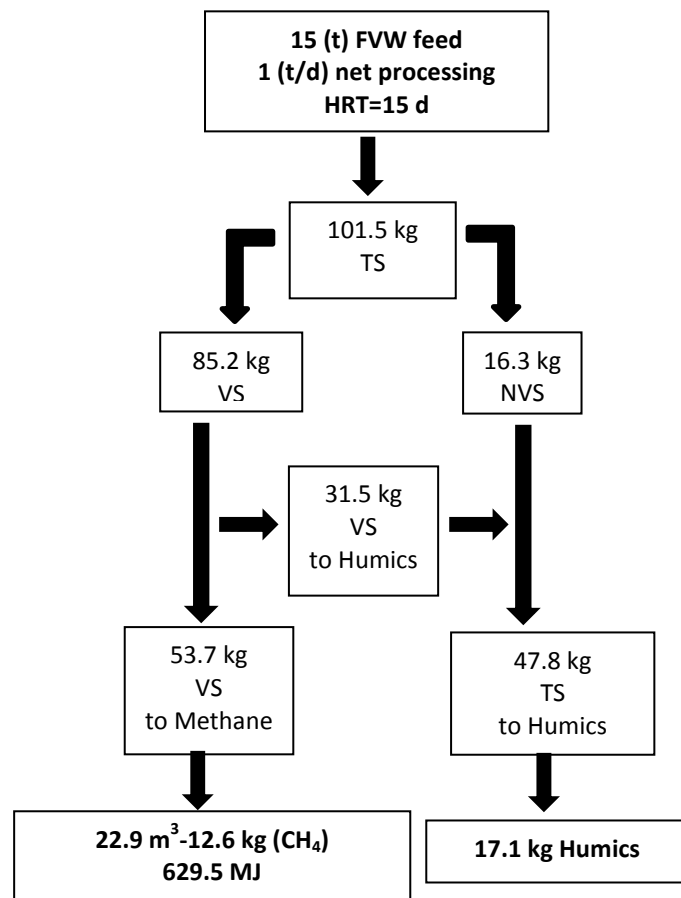 15 (t) FVW feed
1 (t/d) net processing
HRT=15 d
101.5 kg
TS
85.2 kg
VS
16.3 kg
NVS
31.5 kg
VS
to Humics
53.7 kg
VS
to Methane
47.8 kg
TS
to Humics
22.9 m³-12.6 kg (CH₄)
629.5 MJ
17.1 kg Humics